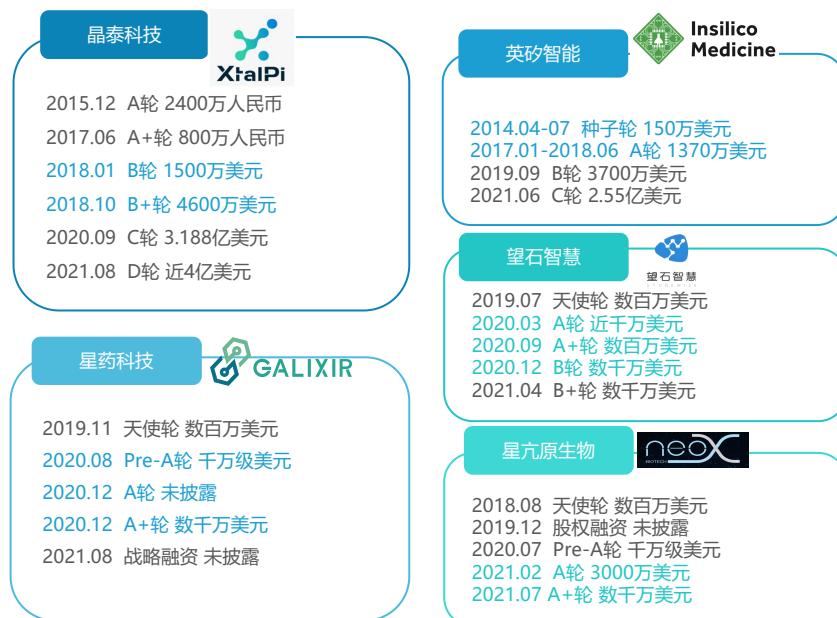 晶泰科技
XtalPi
2015.12 A轮 2400万人民币
2017.06 A+轮 800万人民币
2018.01 B轮 1500万美元
2018.10 B+轮 4600万美元
2020.09 C轮 3.188亿美元
2021.08 D轮 近4亿美元
星药科技
GALIXIR
2019.11 天使轮 数百万美元
2020.08 Pre-A轮 千万级美元
2020.12 A轮 未披露
2020.12 A+轮 数千万美元
2021.08 战略融资 未披露
英矽智能
Insilico
Medicine
2014.04-07 种子轮 150万美元
2017.01-2018.06 A轮 1370万美元
2019.09 B轮 3700万美元
2021.06 C轮 2.55亿美元
望石智慧
望石智慧
2019.07 天使轮 数百万美元
2020.03 A轮 近千万美元
2020.09 A+轮 数百万美元
2020.12 B轮 数千万美元
2021.04 B+轮 数千万美元
星亢原生物
neoX
BIOTECH
2018.08 天使轮 数百万美元
2019.12 股权融资 未披露
2020.07 Pre-A轮 千万级美元
2021.02 A轮 3000万美元
2021.07 A+轮 数千万美元